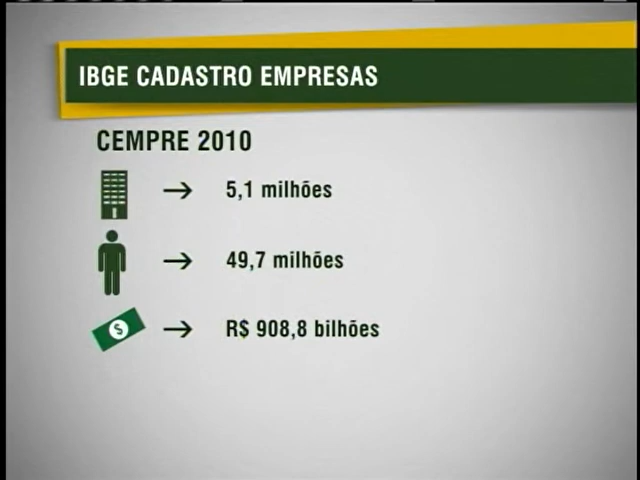 IBGE CADASTRO EMPRESAS
CEMPRE 2010
5,1 milhões
49,7 milhões
$
R$ 908,8 bilhões